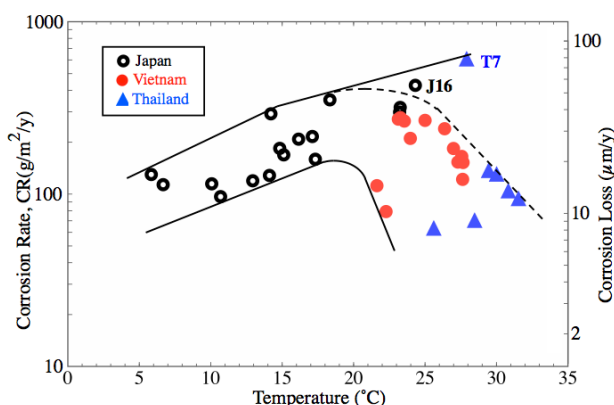 1000
100
10
Corrosion Rate, CR(g/m²/y)
Japan
Vietnam
Thailand
T7
J16
100
10
2
Corrosion Loss (μm/y)
0 5 10 15 20 25 30 35
Temperature (˚C)